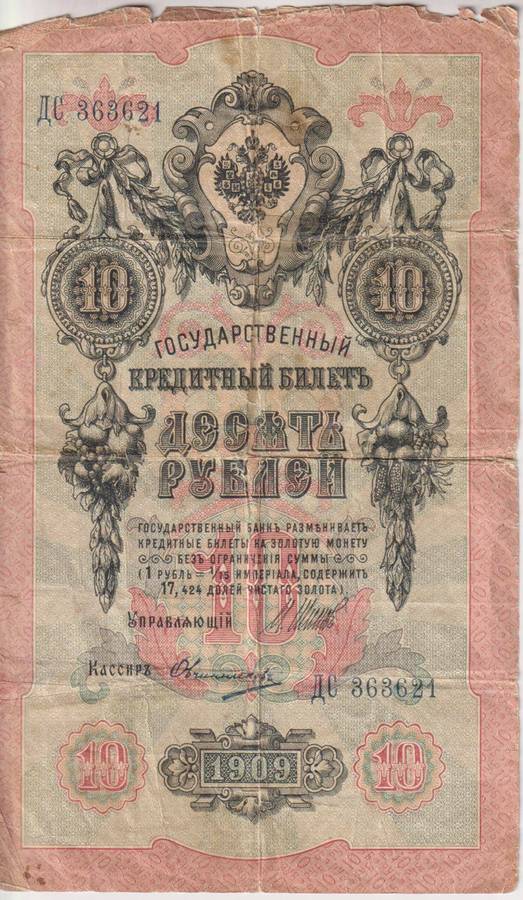 ДС 363621
10 10
ГОСУДАРСТВЕННЫЙ
КРЕДИТНЫЙ БИЛЕТЪ
ДЕСЯТЬ
РУБЛЕЙ
ГОСУДАРСТВЕННЫЙ БАНКЪ РАЗМѢНИВАЕТЪ
КРЕДИТНЫЕ БИЛЕТЫ НА ЗОЛОТУЮ МОНЕТУ
БЕЗЪ ОГРАНИЧЕНІЯ СУММЫ
(1 РУБЛЬ = 1/15 ИМПЕРІАЛА, СОДЕРЖИТЪ
17,424 ДОЛЕЙ ЧИСТАГО ЗОЛОТА).
10
УПРАВЛЯЮЩІЙ
КАССИРЪ
ДС 363621
10 1909 10